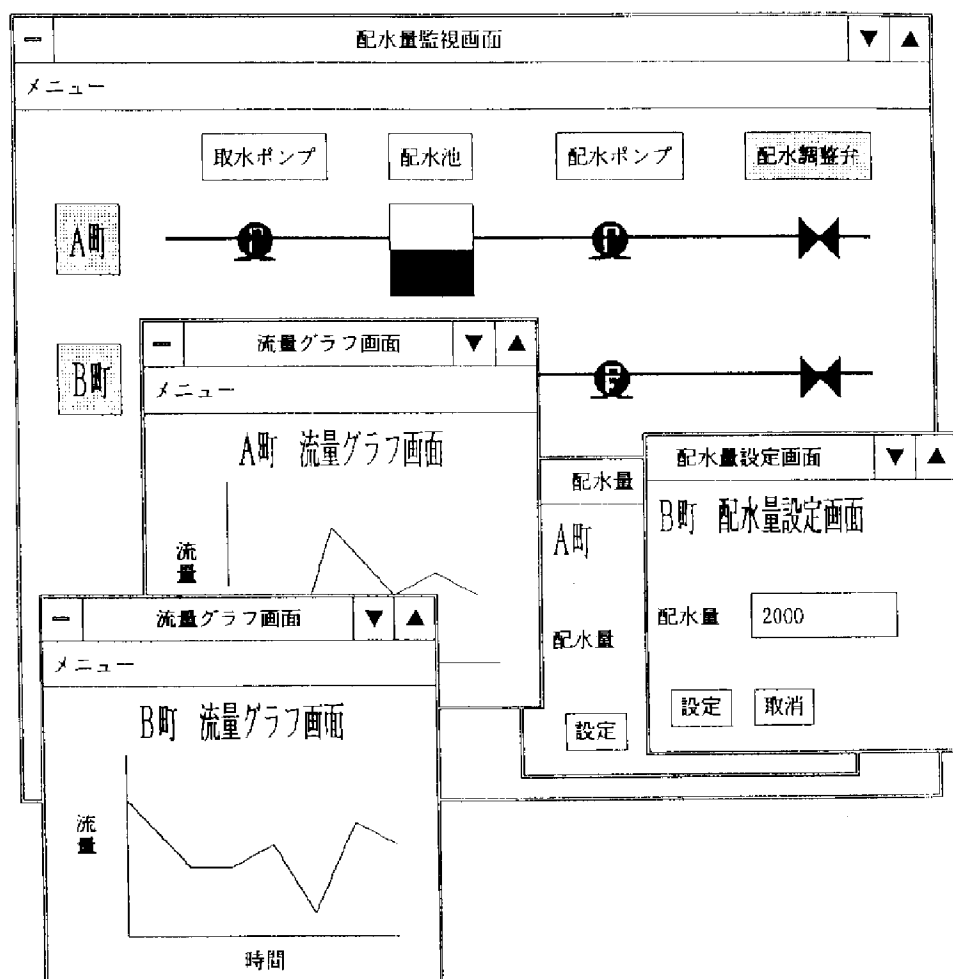 配水量監視画面
メニュー
取水ポンプ
配水池
配水ポンプ
配水調整弁
A町
B町
流量グラフ画面
メニュー
A町 流量グラフ画面
流量
配水量
A町
配水量
設定
配水量設定画面
B町 配水量設定画面
配水量 2000
設定 取消
流量グラフ画面
メニュー
B町 流量グラフ画面
流量
時間